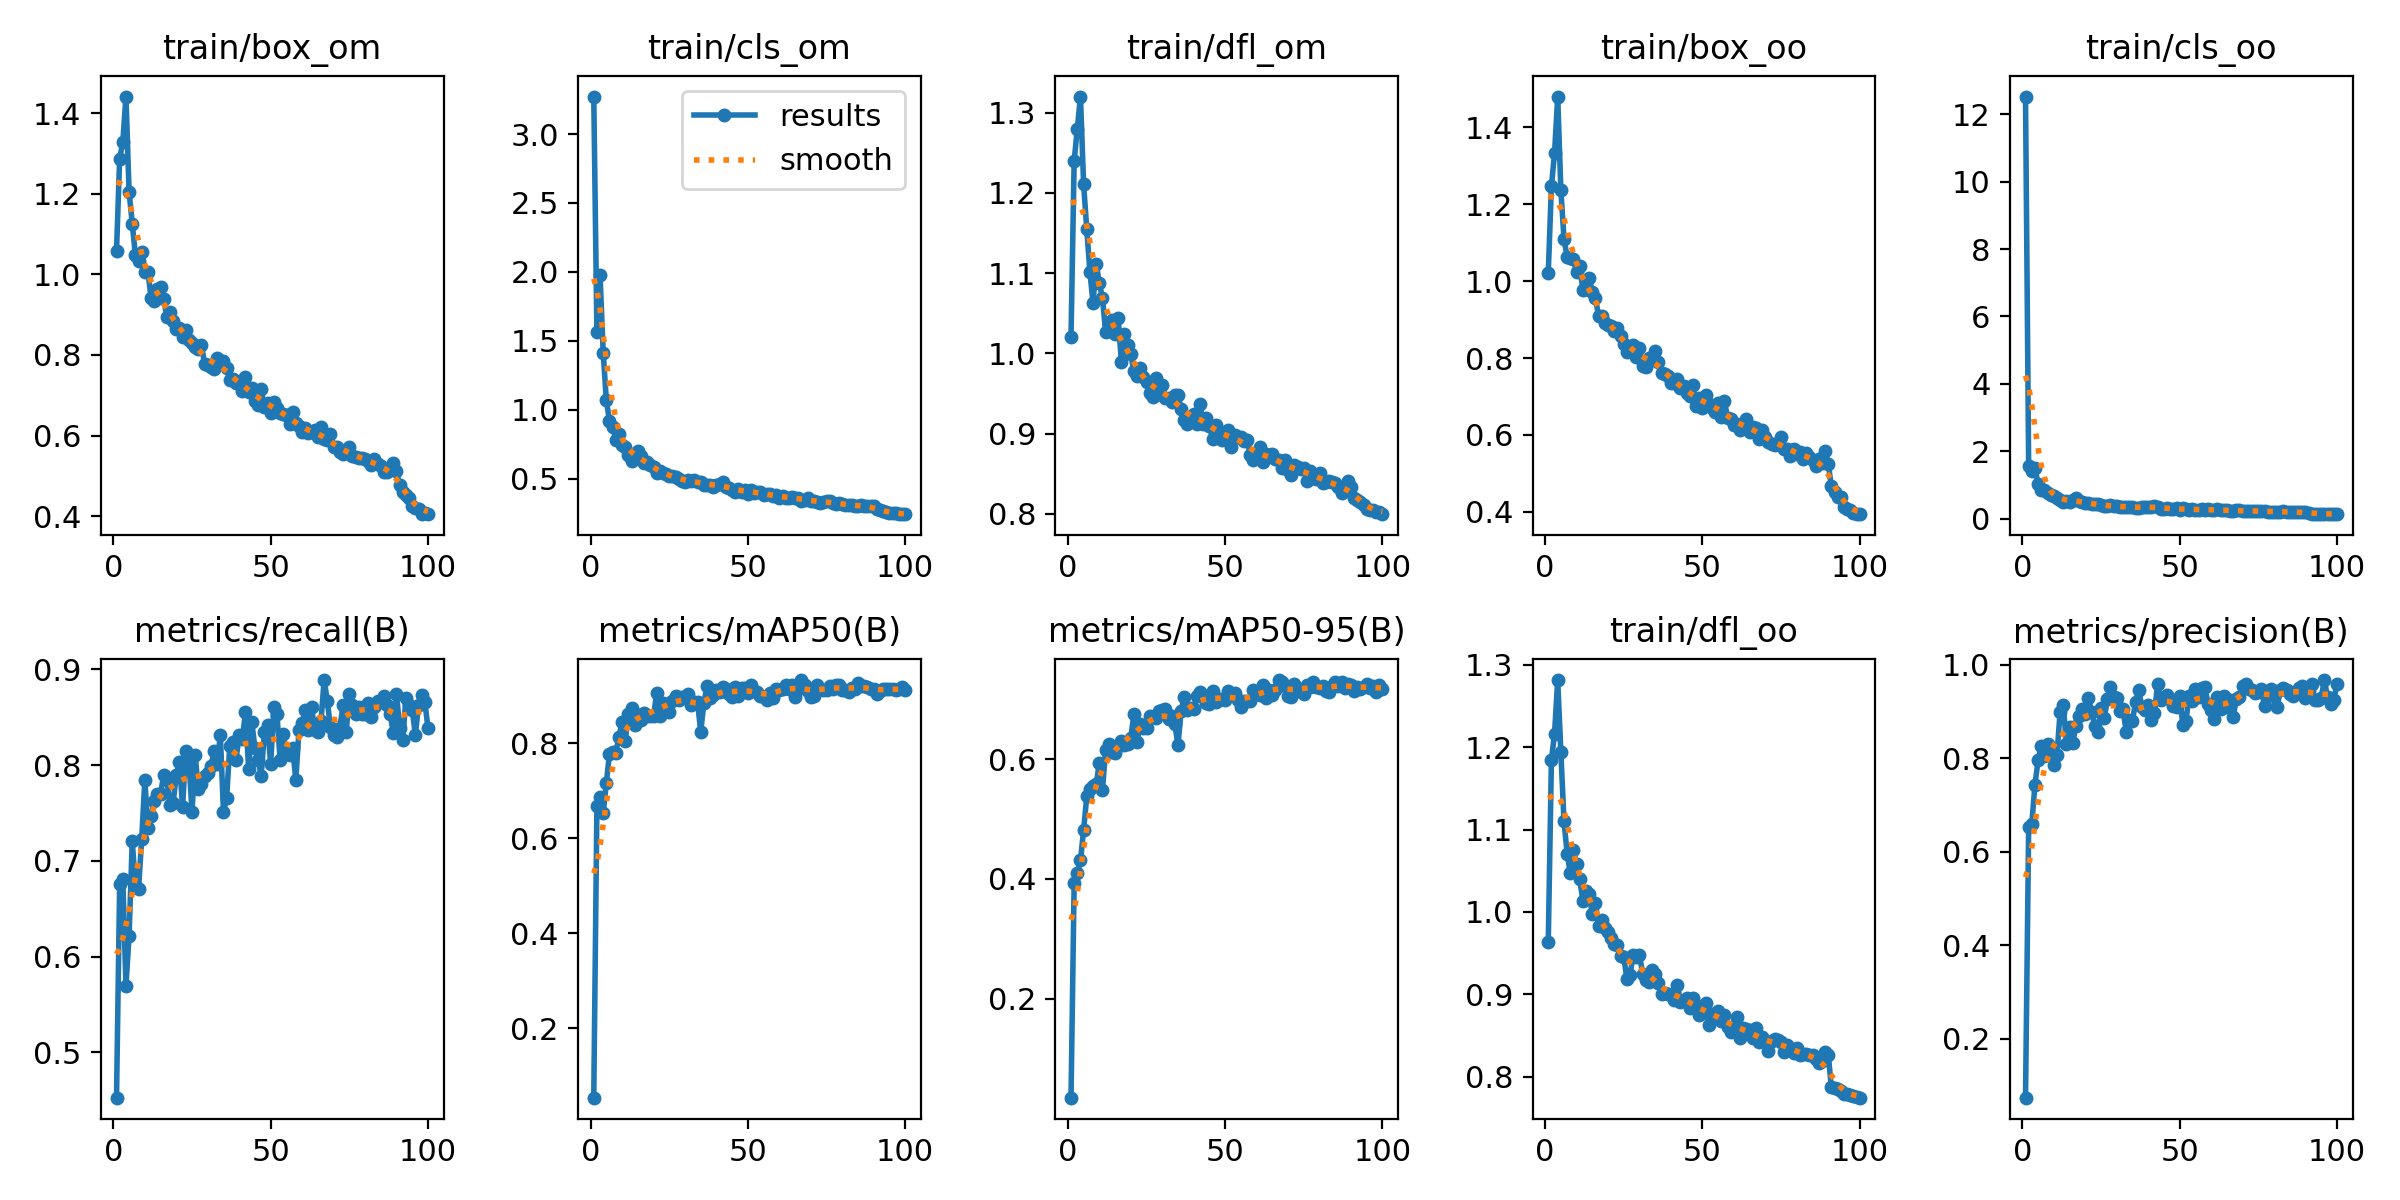 train/box_om
1.4
1.2
1.0
0.8
0.6
0.4
0 50 100
train/cls_om
results
smooth
3.0
2.5
2.0
1.5
1.0
0.5
0 50 100
train/dfl_om
1.3
1.2
1.1
1.0
0.9
0.8
0 50 100
train/box_oo
1.4
1.2
1.0
0.8
0.6
0.4
0 50 100
train/cls_oo
12
10
8
6
4
2
0
0 50 100
metrics/recall(B)
0.9
0.8
0.7
0.6
0.5
0 50 100
metrics/mAP50(B)
0.8
0.6
0.4
0.2
0 50 100
metrics/mAP50-95(B)
0.6
0.4
0.2
0 50 100
train/dfl_oo
1.3
1.2
1.1
1.0
0.9
0.8
0 50 100
metrics/precision(B)
1.0
0.8
0.6
0.4
0.2
0 50 100